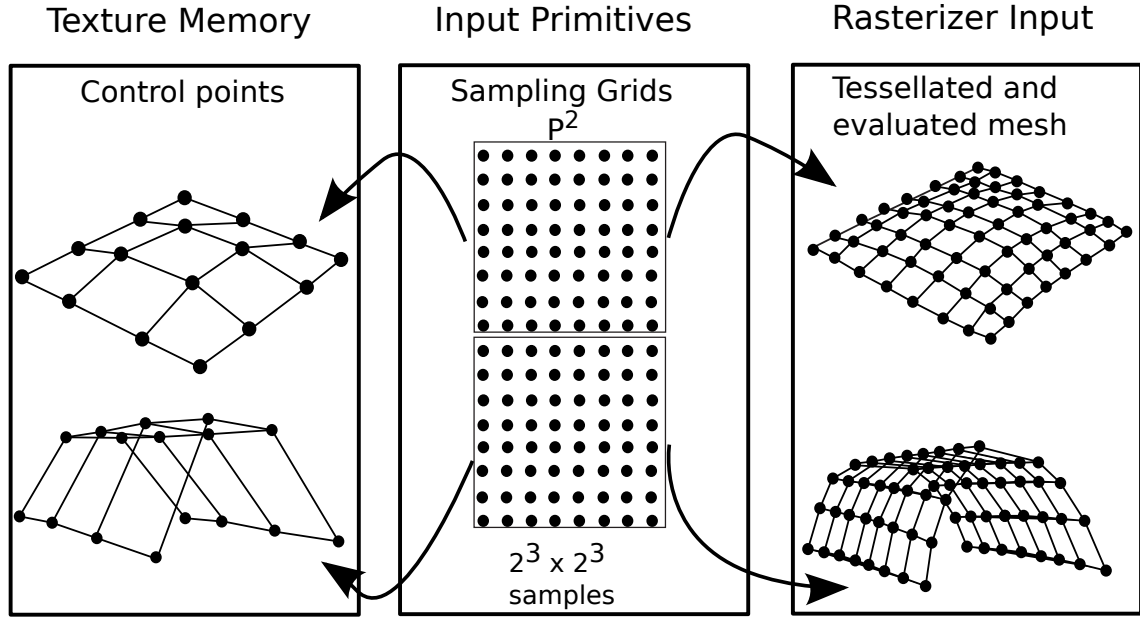 Texture Memory
Input Primitives
Rasterizer Input
Control points
Sampling Grids
P²
Tessellated and
evaluated mesh
2³ x 2³
samples